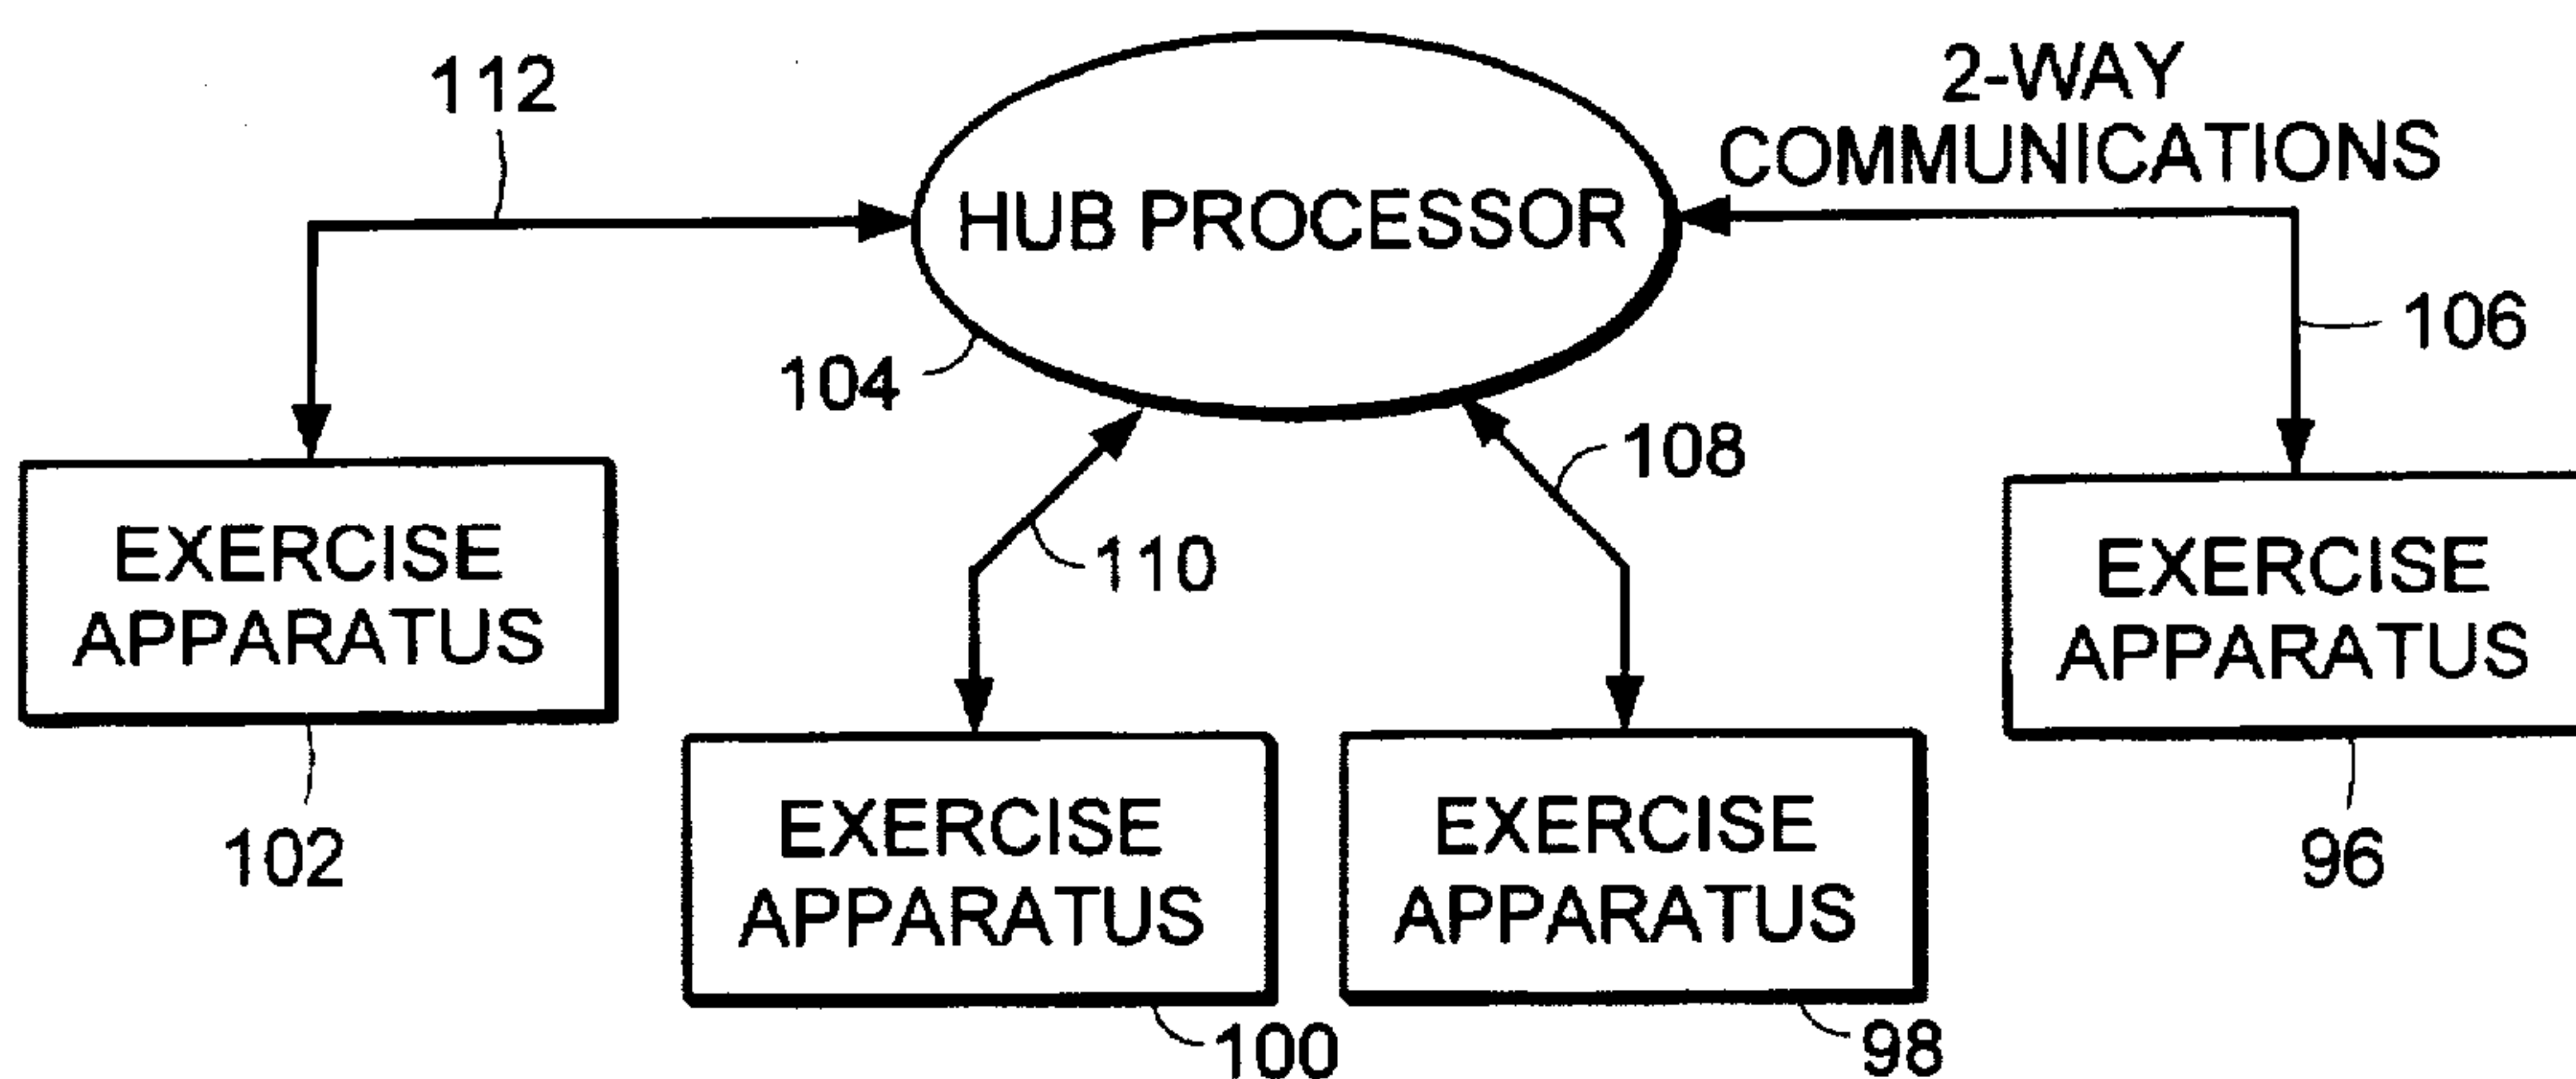 112
2-WAY
COMMUNICATIONS
HUB PROCESSOR
106
104
108
110
EXERCISE
APPARATUS
102
EXERCISE
APPARATUS
100
EXERCISE
APPARATUS
98
EXERCISE
APPARATUS
96